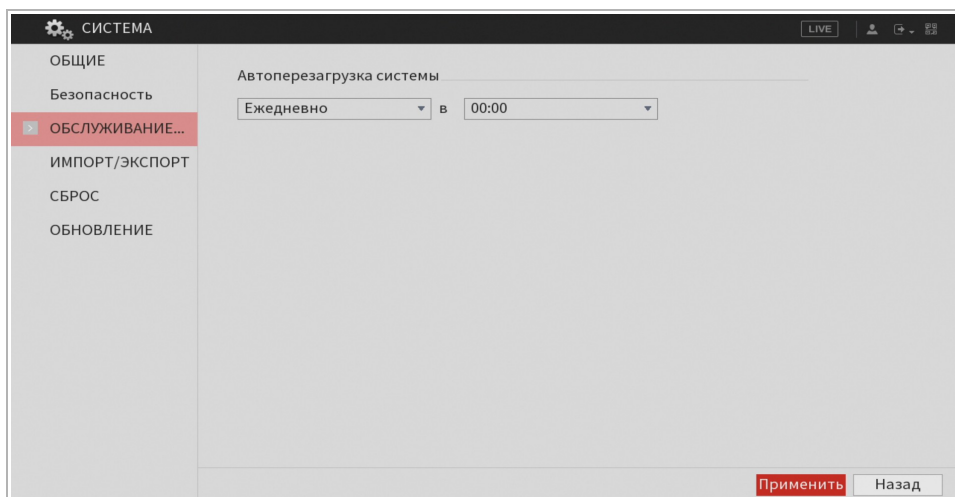 СИСТЕМА
LIVE
ОБЩИЕ
Безопасность
ОБСЛУЖИВАНИЕ...
ИМПОРТ/ЭКСПОРТ
СБРОС
ОБНОВЛЕНИЕ
Автоперезагрузка системы
Ежедневно в 00:00
Применить Назад